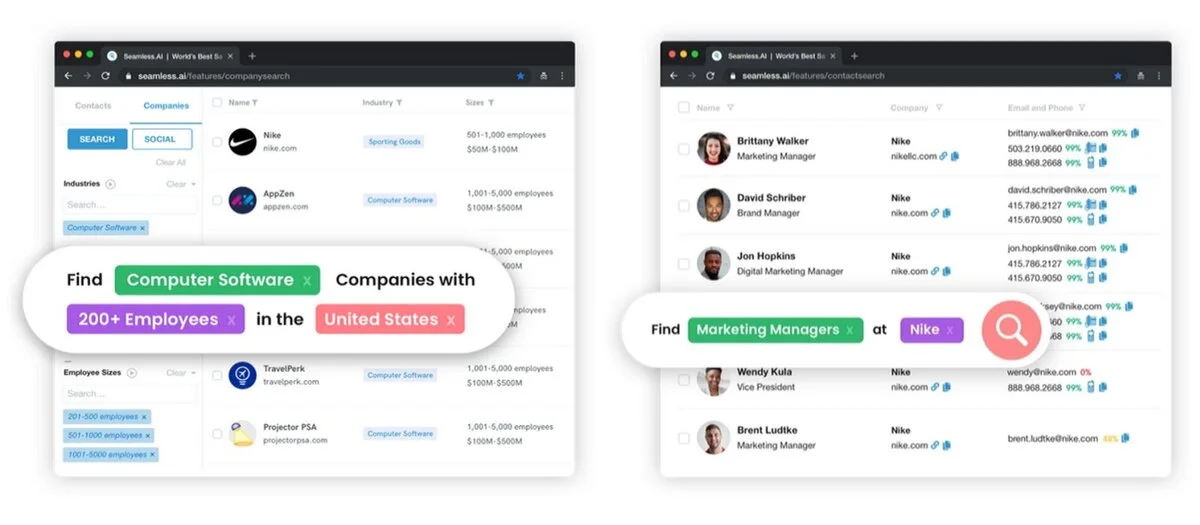 Seamless.AI | World's Best Sa
seamless.ai/features/companysearch
Contacts
Companies
SEARCH
SOCIAL
Clear All
Industries
Clear
Search...
Computer Software x
Name
Industry
Sizes
Nike
nike.com
Sporting Goods
501-1,000 employees
$50M-$100M
AppZen
appzen.com
Computer Software
1,001-5,000 employees
$100M-$500M
-5,000 employees
$500M
Find Computer Software x Companies with
200+ Employees x in the United States x
Employee Sizes
Clear
Search...
201-500 employees x
501-1000 employees x
1001-5000 employees x
TravelPerk
travelperk.com
Computer Software
1,001-5,000 employees
$100M-$500M
Projector PSA
projectorpsa.com
Computer Software
1,001-5,000 employees
$100M-$500M
Seamless.AI | World's Best Sa
seamless.ai/features/contactsearch
Name
Company
Email and Phone
Brittany Walker
Marketing Manager
Nike
nikellc.com
brittany.walker@nike.com 99%
503.219.0660 99%
888.968.2668 99%
David Schriber
Brand Manager
Nike
nike.com
david.schriber@nike.com 99%
415.786.2127 99%
415.670.9050 99%
Jon Hopkins
Digital Marketing Manager
Nike
nike.com
jon.hopkins@nike.com 99%
415.786.2127 99%
415.670.9050 99%
sey@nike.com 99%
60 99%
68 99%
Find Marketing Managers x at Nike x
Wendy Kula
Vice President
Nike
nike.com
wendy@nike.com 0%
888.968.2668 99%
Brent Ludtke
Marketing Manager
Nike
nike.com
brent.ludtke@nike.com 48%